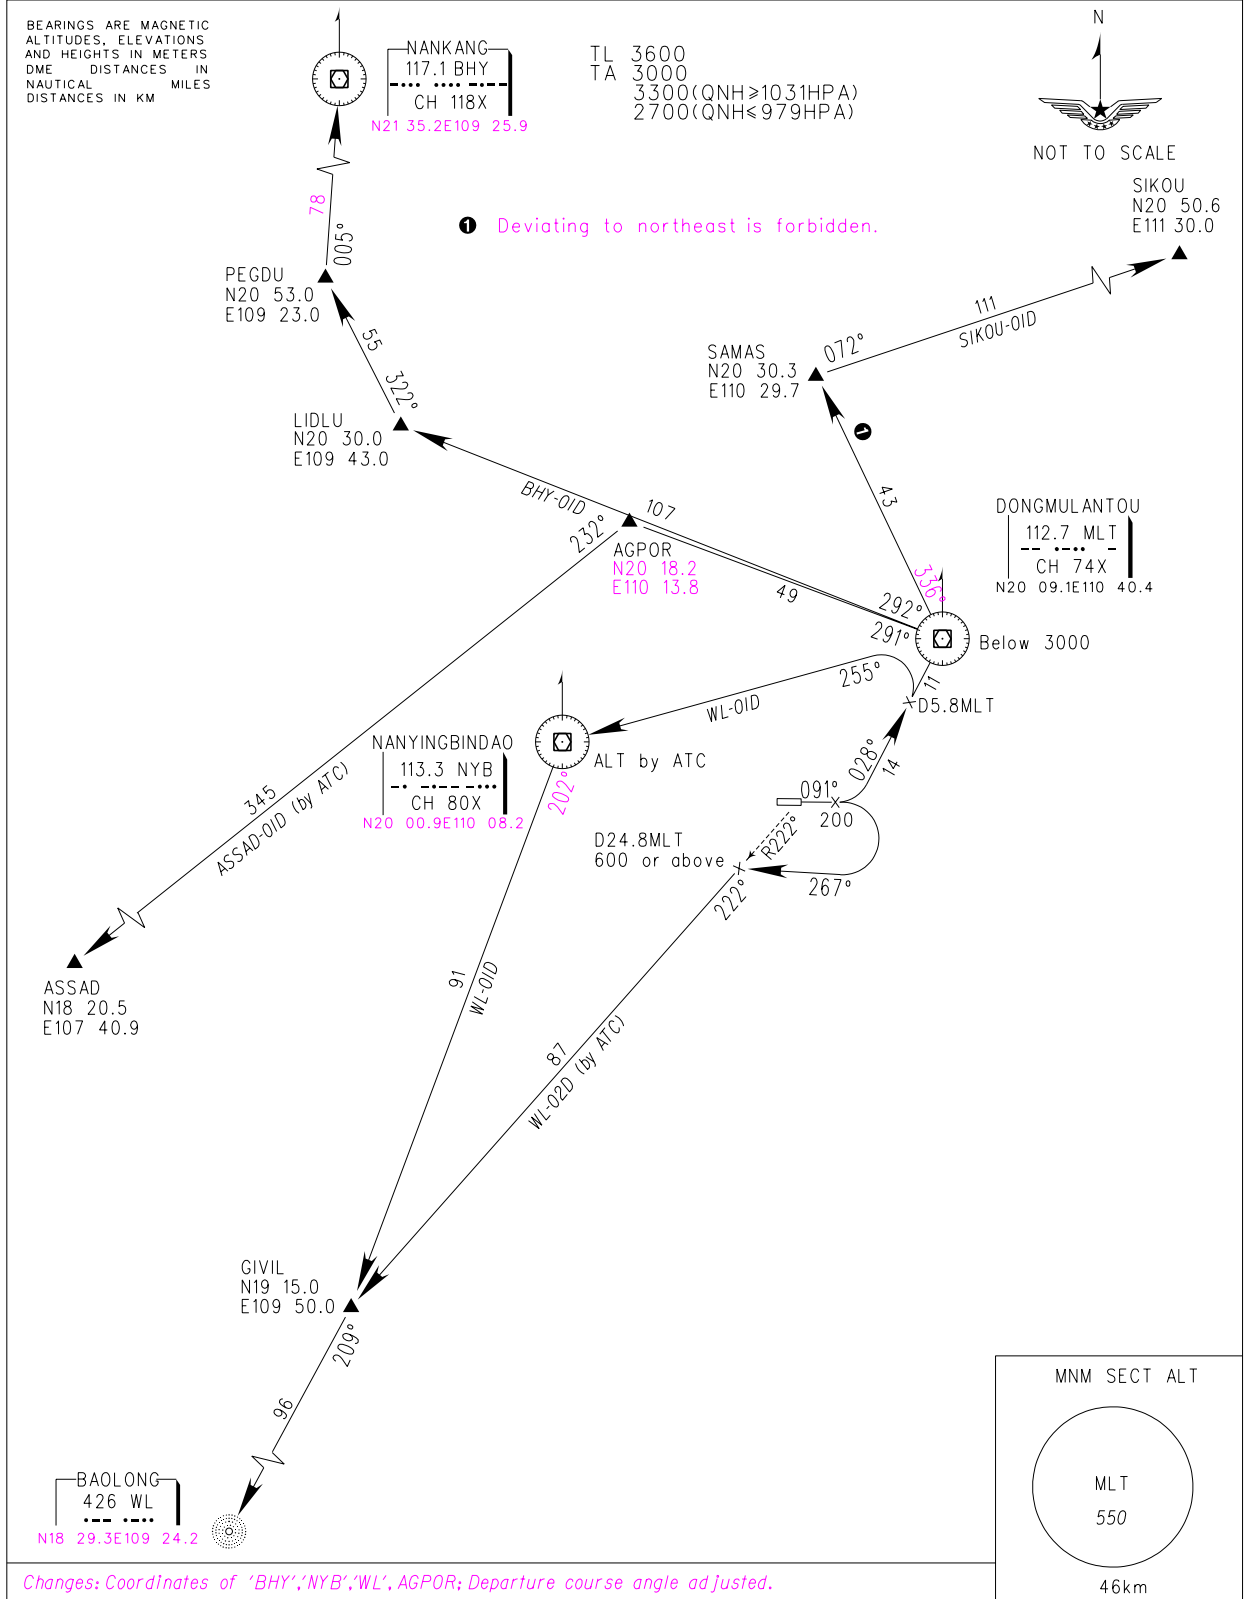 BEARINGS ARE MAGNETIC
ALTITUDES, ELEVATIONS
AND HEIGHTS IN METERS
DME DISTANCES IN
NAUTICAL MILES
DISTANCES IN KM
NANKANG
117.1 BHY
CH 118X
N21 35.2E109 25.9
TL 3600
TA 3000
3300(QNH≥1031HPA)
2700(QNH≤979HPA)
N
NOT TO SCALE
SIKOU
N20 50.6
E111 30.0
1 Deviating to northeast is forbidden.
78
005°
PEGDU
N20 53.0
E109 23.0
55
322°
111
SIKOU-01D
072°
SAMAS
N20 30.3
E110 29.7
LIDLU
N20 30.0
E109 43.0
1
43
BHY-01D
107
232°
AGPOR
N20 18.2
E110 13.8
49
336°
292°
291°
DONGMULANTOU
112.7 MLT
CH 74X
N20 09.1E110 40.4
Below 3000
255°
11
D5.8MLT
WL-01D
NANYINGBINDAO
113.3 NYB
CH 80X
N20 00.9E110 08.2
ALT by ATC
202°
028°
14
091°
200
345
ASSAD-01D (by ATC)
D24.8MLT
600 or above
R222°
267°
222°
ASSAD
N18 20.5
E107 40.9
91
WL-01D
87
WL-02D (by ATC)
GIVIL
N19 15.0
E109 50.0
209°
96
BAOLONG
426 WL
N18 29.3E109 24.2
MNM SECT ALT
MLT
550
46km
Changes: Coordinates of 'BHY','NYB','WL', AGPOR; Departure course angle adjusted.